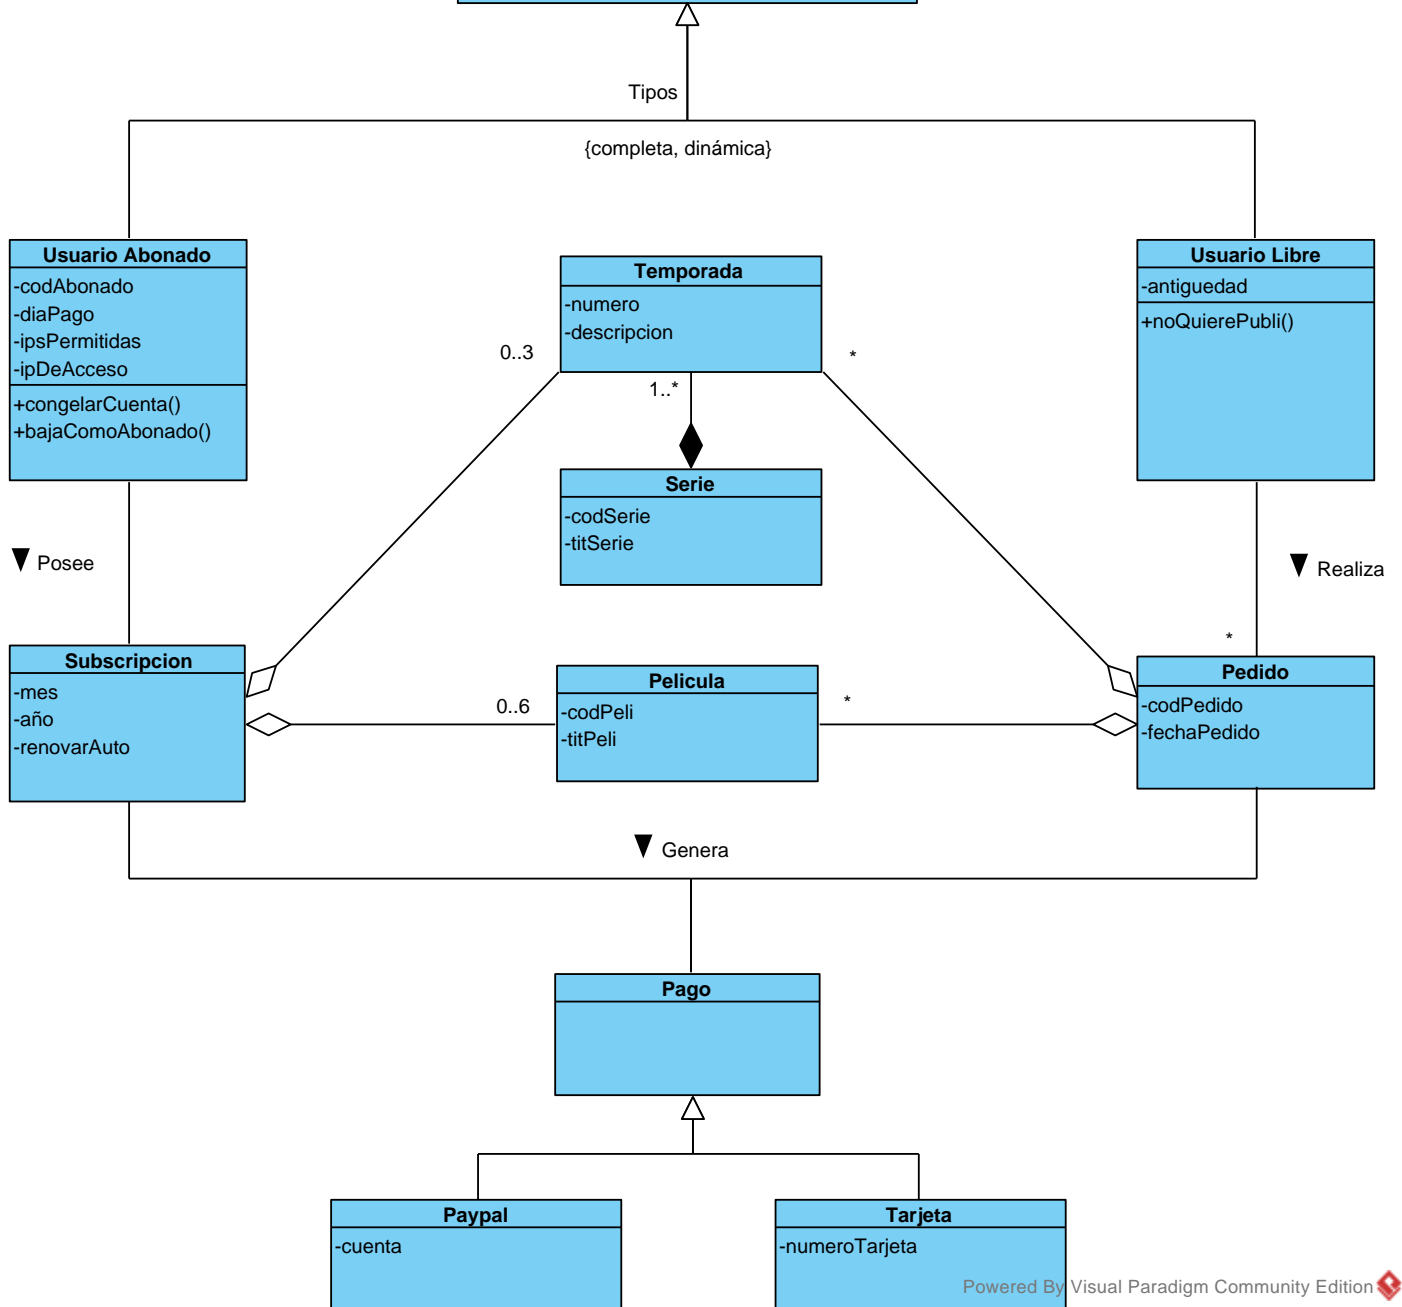 Tipos
{completa, dinámica}
Usuario Abonado
-codAbonado
-diaPago
-ipsPermitidas
-ipDeAcceso
+congelarCuenta()
+bajaComoAbonado()
Temporada
-numero
-descripcion
Usuario Libre
-antiguedad
+noQuierePubli()
0..3
*
1..*
Serie
-codSerie
-titSerie
Posee
Realiza
*
Subscripcion
-mes
-año
-renovarAuto
0..6
Pelicula
-codPeli
-titPeli
*
Pedido
-codPedido
-fechaPedido
Genera
Pago
Paypal
-cuenta
Tarjeta
-numeroTarjeta
Powered By Visual Paradigm Community Edition